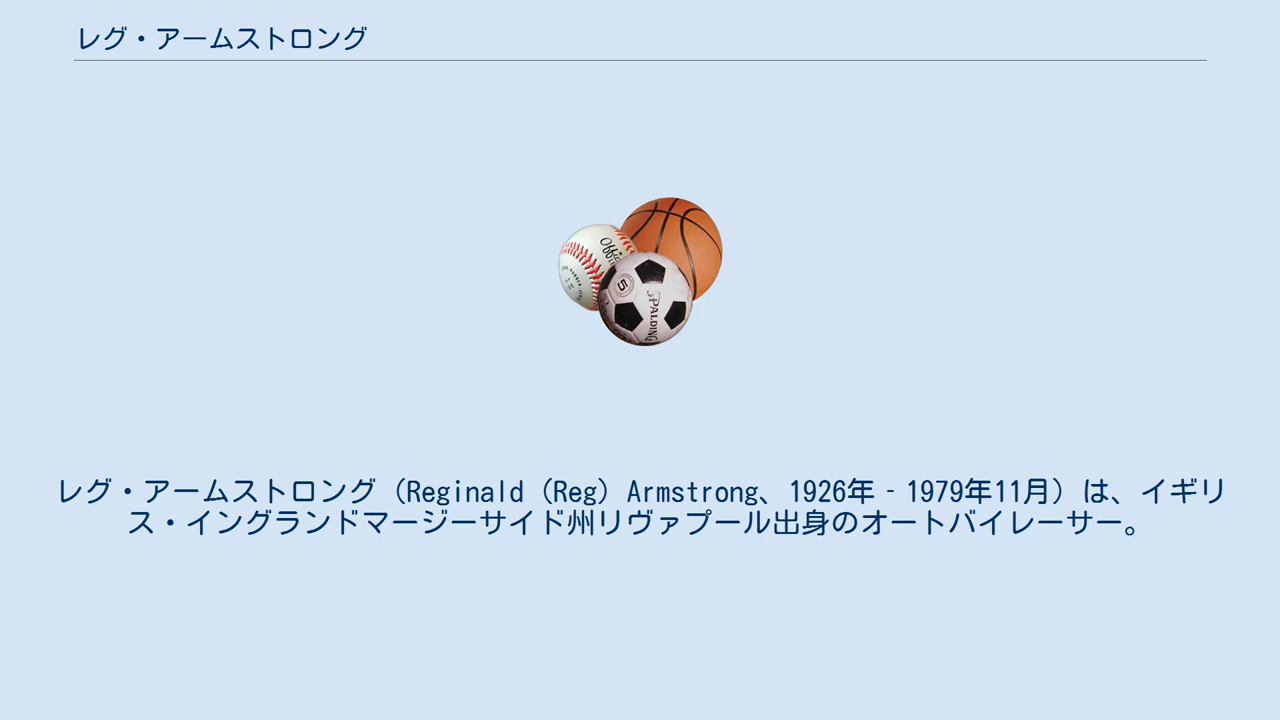 レグ・アームストロング
Official
5
SPALDING
レグ・アームストロング（Reginald（Reg）Armstrong、1926年‐1979年11月）は、イギリ
ス・イングランドマージーサイド州リヴァプール出身のオートバイレーサー。